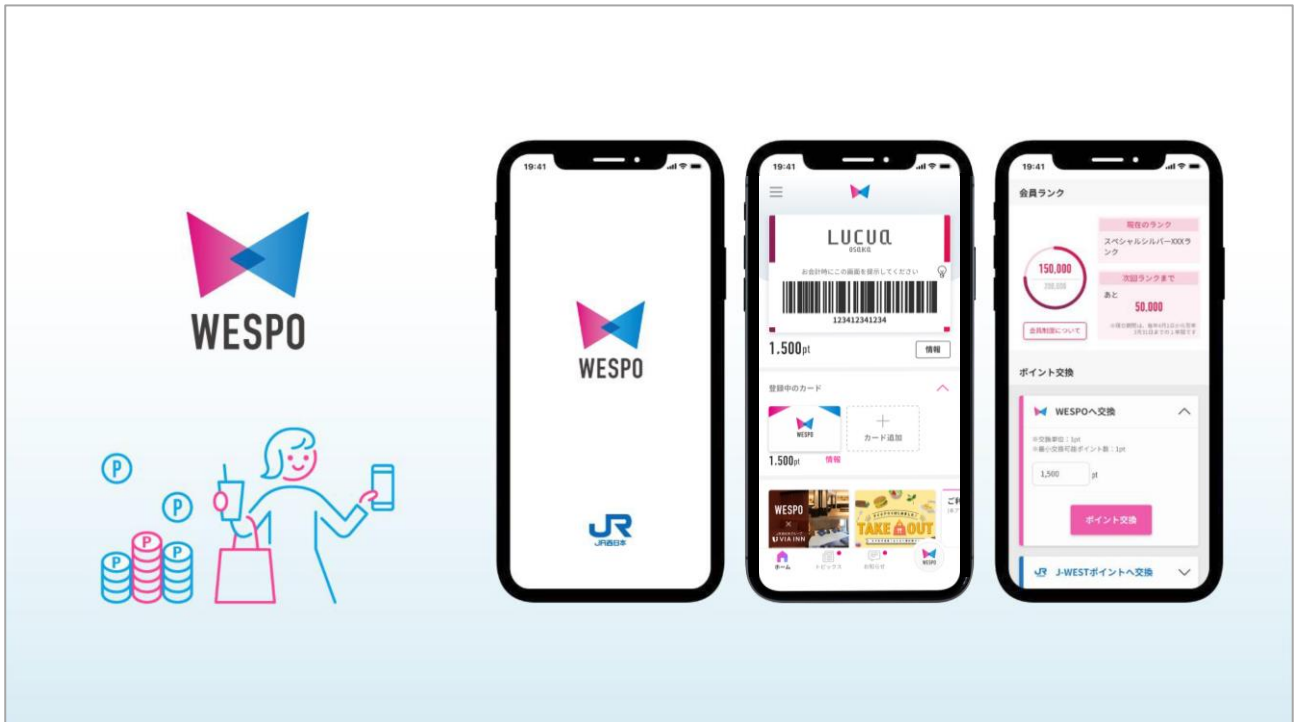 WESPO
P
P
P
P
19:41
WESPO
JR
JR西日本
19:41
LUCUA
OSAKA
お会計時にこの画面を提示してください
123412341234
1.500pt
情報
登録中のカード
WESPO
カード追加
1.500pt
情報
WESPO
×
VIA INN
TAKE OUT
ご利
ホーム
トピックス
お知らせ
WESPO
19:41
会員ランク
150,000
200,000
会員制度について
現在のランク
スペシャルシルバーXXXラ
ンク
次回ランクまで
あと
50,000
ポイント交換
WESPOへ交換
※交換単位:1pt
※最小交換可能ポイント数:1pt
1,500
pt
ポイント交換
JR
J-WESTポイントへ交換